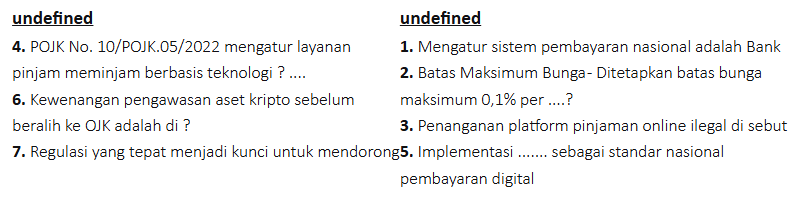 undefined
4. POJK No. 10/POJK.05/2022 mengatur layanan
pinjam meminjam berbasis teknologi ? ....
6. Kewenangan pengawasan aset kripto sebelum
beralih ke OJK adalah di ?
7. Regulasi yang tepat menjadi kunci untuk mendorong
undefined
1. Mengatur sistem pembayaran nasional adalah Bank
2. Batas Maksimum Bunga- Ditetapkan batas bunga
maksimum 0,1% per ....?
3. Penanganan platform pinjaman online ilegal di sebut
5. Implementasi ....... sebagai standar nasional
pembayaran digital